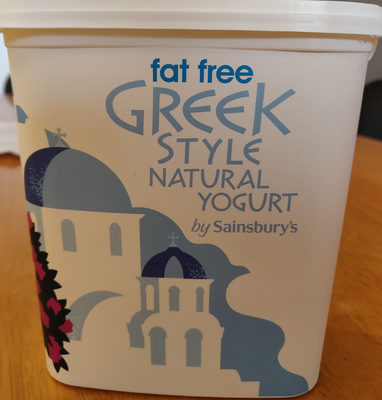 fat free
GREEK
STYLE
NATURAL
YOGURT
by Sainsbury's